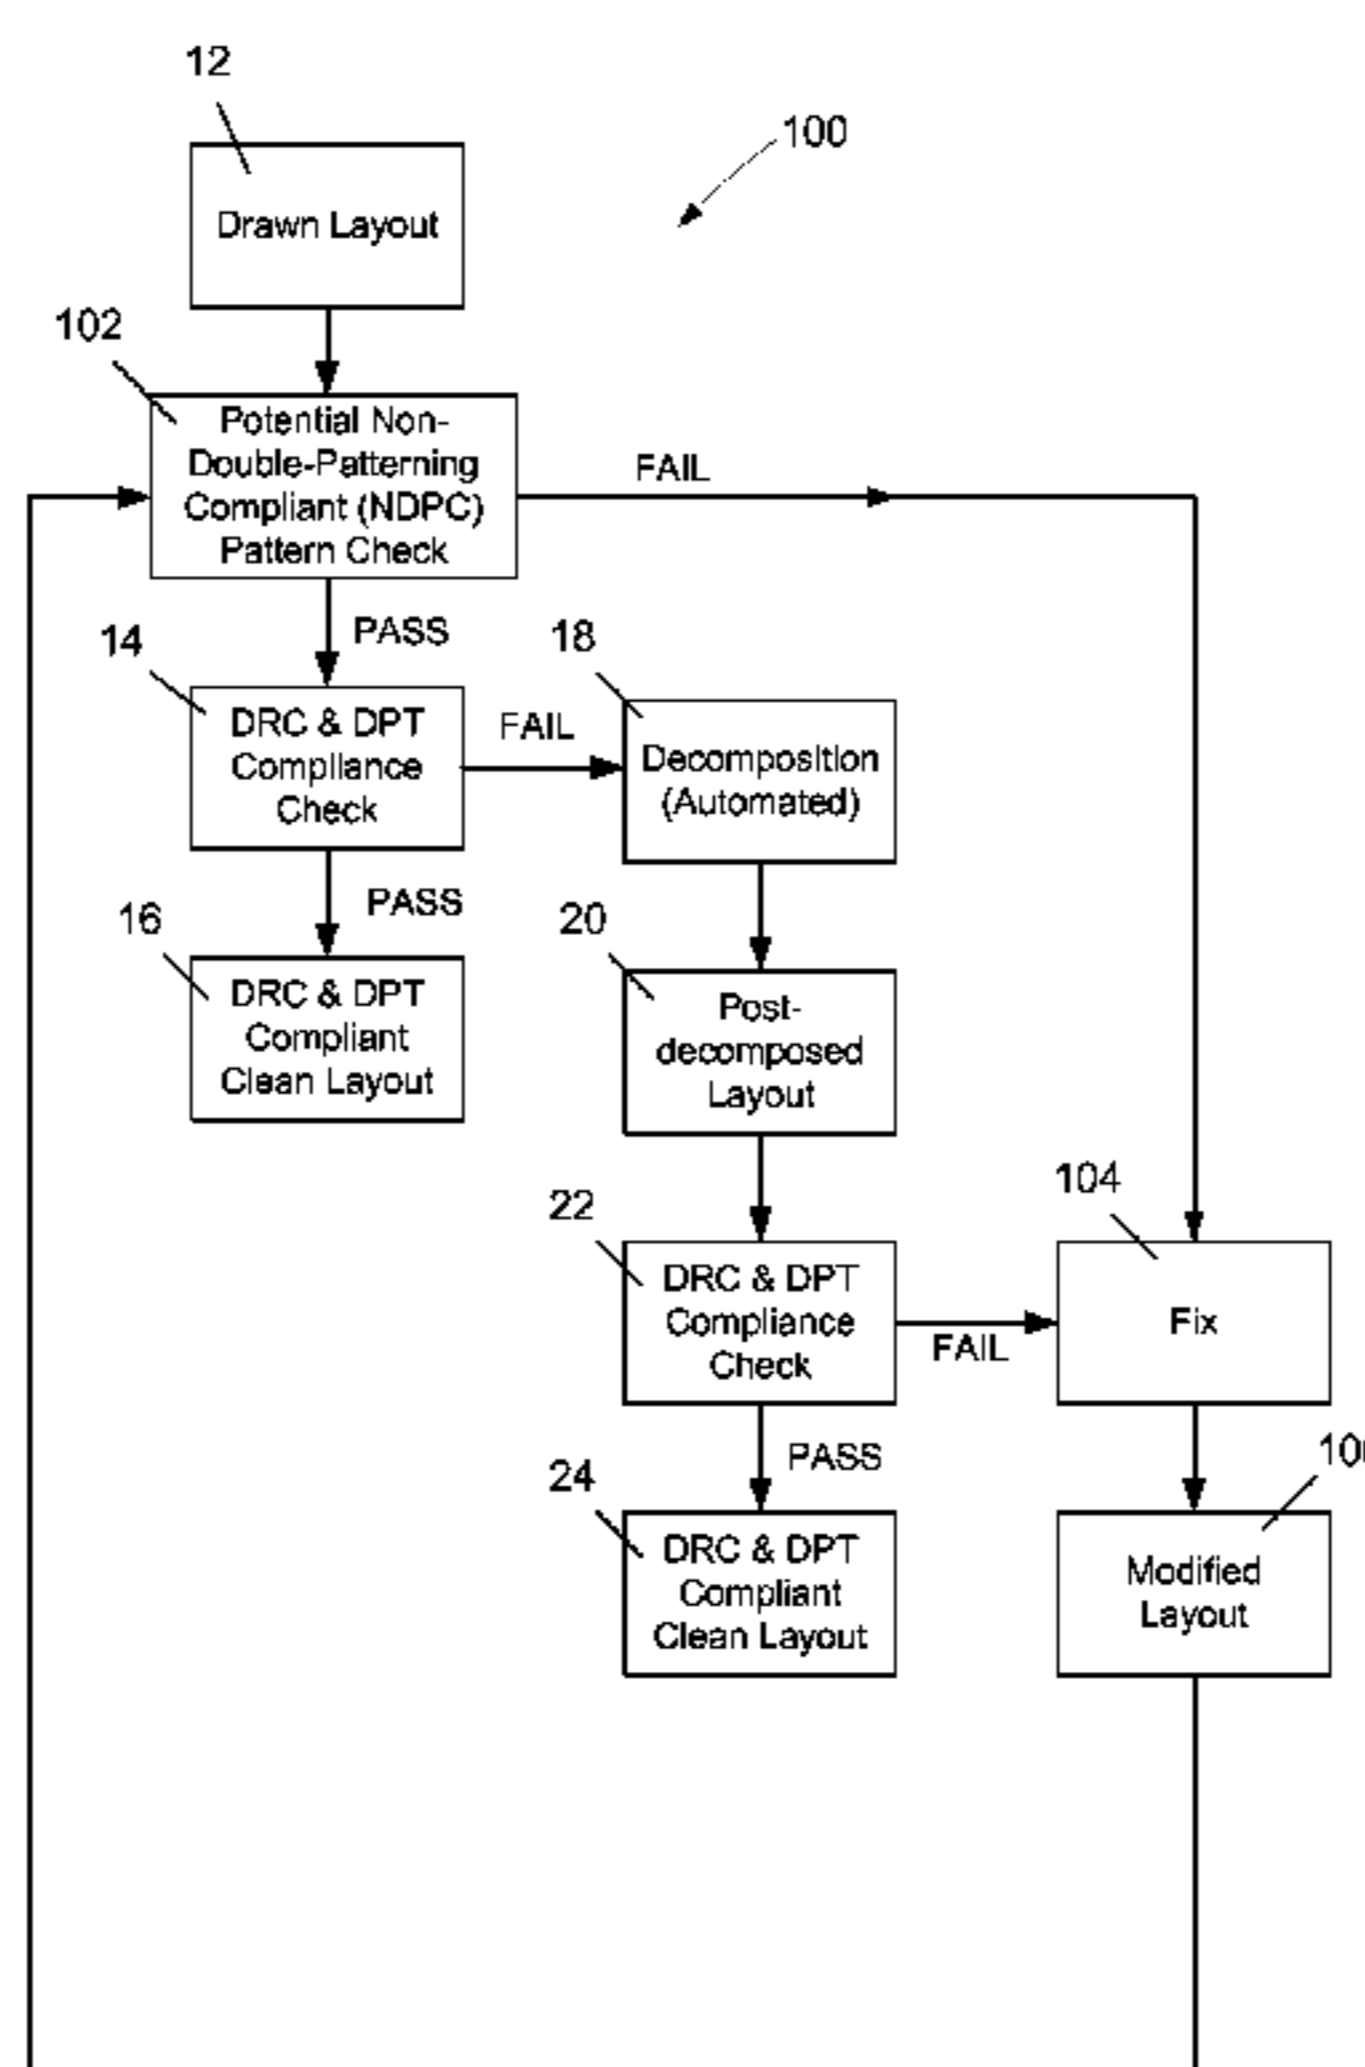 12
100
Drawn Layout
102
Potential Non-
Double-Patterning
Compliant (NDPC)
Pattern Check
FAIL
PASS
14
18
DRC & DPT
Compliance
Check
FAIL
Decomposition
(Automated)
PASS
16
20
DRC & DPT
Compliant
Clean Layout
Post-
decomposed
Layout
104
22
DRC & DPT
Compliance
Check
FAIL
Fix
PASS
24
DRC & DPT
Compliant
Clean Layout
Modified
Layout